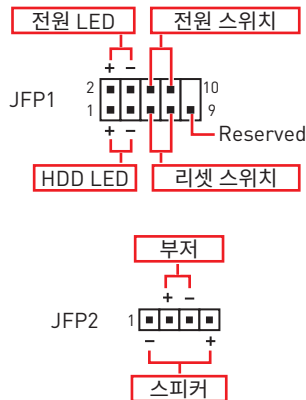 전원 LED 전원 스위치
+ −
2 10
JFP1
1 9
+ −
Reserved
HDD LED 리셋 스위치
부저
+ −
JFP2 1
− +
스피커